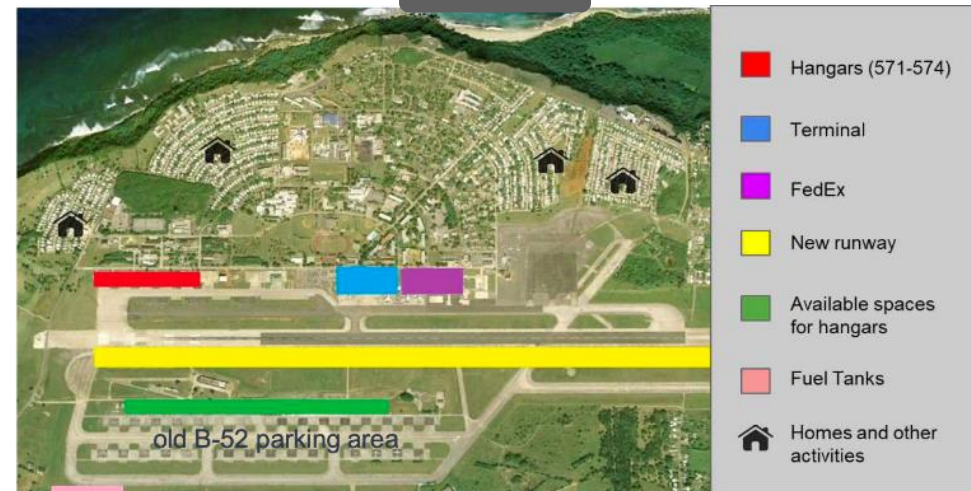 Hangars (571-574)
Terminal
FedEx
New runway
Available spaces
for hangars
Fuel Tanks
Homes and other
activities
old B-52 parking area